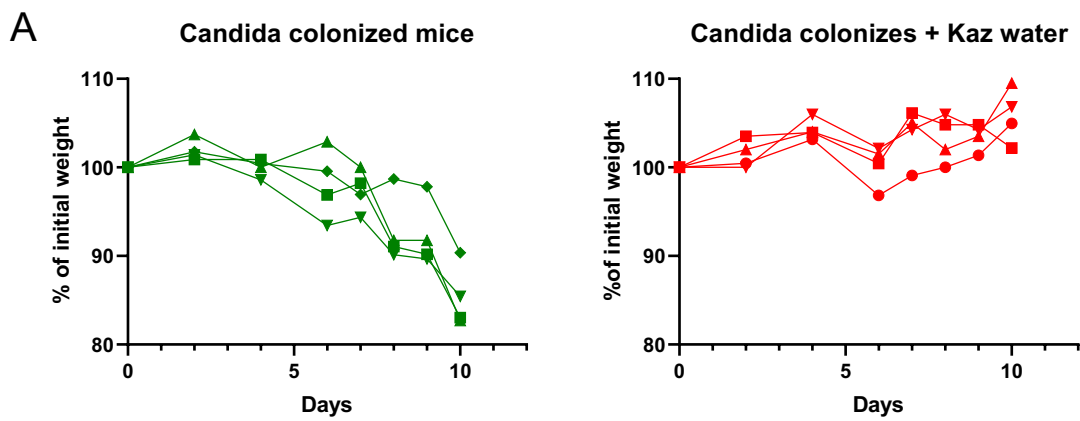 A
Candida colonized mice
% of initial weight
110
100
90
80
0
5
10
Days
Candida colonizes + Kaz water
%of initial weight
110
100
90
80
0
5
10
Days